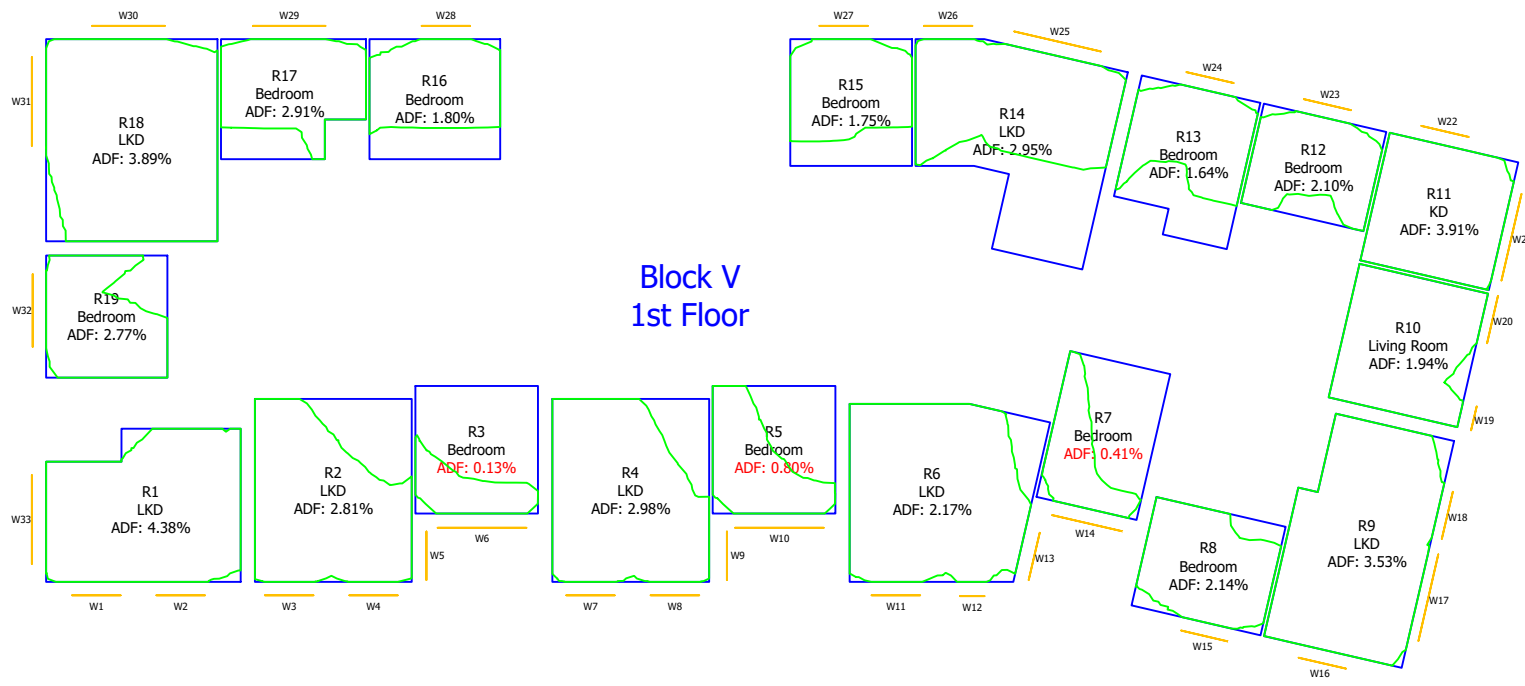 W30
W29
W28
W27
W26
W25
W24
W23
W22
W31
R18
LKD
ADF: 3.89%
R17
Bedroom
ADF: 2.91%
R16
Bedroom
ADF: 1.80%
R15
Bedroom
ADF: 1.75%
R14
LKD
ADF: 2.95%
R13
Bedroom
ADF: 1.64%
R12
Bedroom
ADF: 2.10%
R11
KD
ADF: 3.91%
W2
W32
R19
Bedroom
ADF: 2.77%
Block V
1st Floor
R10
Living Room
ADF: 1.94%
W20
W19
W33
R1
LKD
ADF: 4.38%
R2
LKD
ADF: 2.81%
R3
Bedroom
ADF: 0.13%
R4
LKD
ADF: 2.98%
R5
Bedroom
ADF: 0.80%
R6
LKD
ADF: 2.17%
R7
Bedroom
ADF: 0.41%
R8
Bedroom
ADF: 2.14%
R9
LKD
ADF: 3.53%
W18
W17
W6
W5
W10
W9
W14
W13
W1
W2
W3
W4
W7
W8
W11
W12
W15
W16